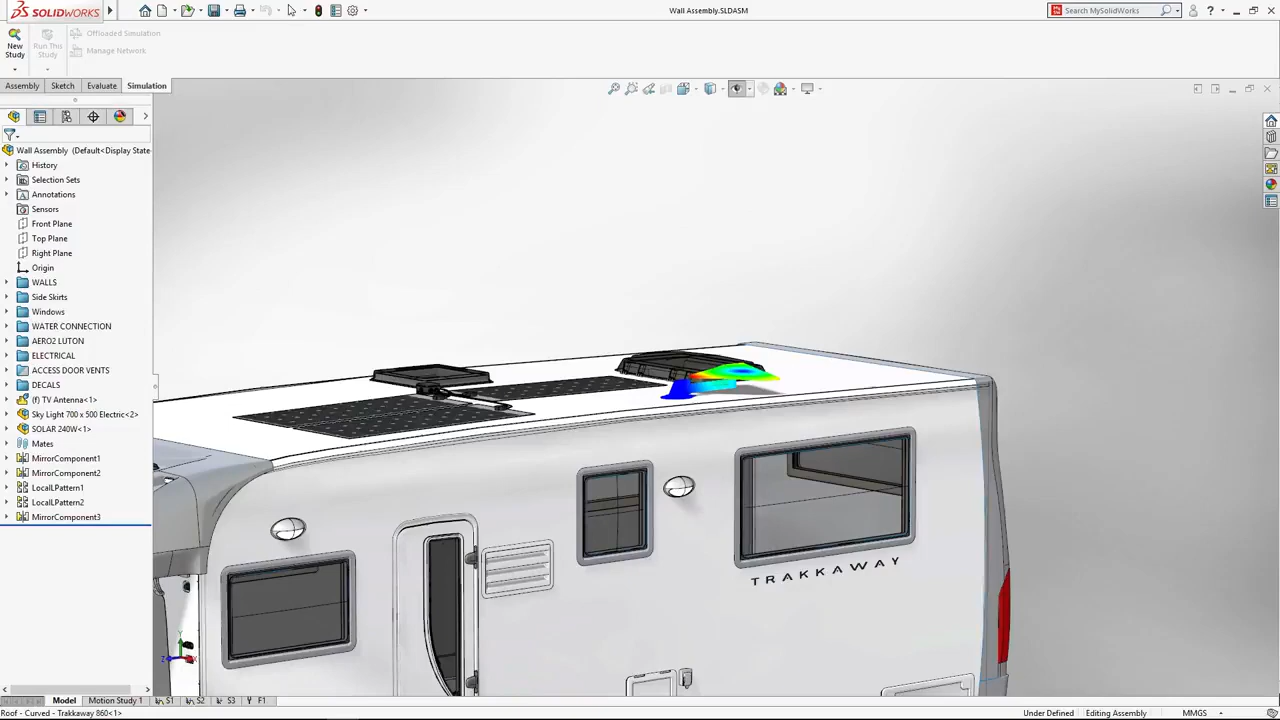 SOLIDWORKS
Wall Assembly.SLDASM
Search MySolidWorks
New
Study
Run This
Study
Offloaded Simulation
Manage Network
Assembly
Sketch
Evaluate
Simulation
Wall Assembly (Default<Display State
History
Selection Sets
Annotations
Sensors
Front Plane
Top Plane
Right Plane
Origin
WALLS
Side Skirts
Windows
WATER CONNECTION
AERO2 LUTON
ELECTRICAL
ACCESS DOOR VENTS
DECALS
(f) TV Antenna<1>
Sky Light 700 x 500 Electric<2>
SOLAR 240W<1>
Mates
MirrorComponent1
MirrorComponent2
LocalLPattern1
LocalLPattern2
MirrorComponent3
TRAKKAWAY
Model
Motion Study 1
S1
S2
S3
F1
Roof - Curved - Trakkaway 860<1>
Under Defined
Editing Assembly
MMGS